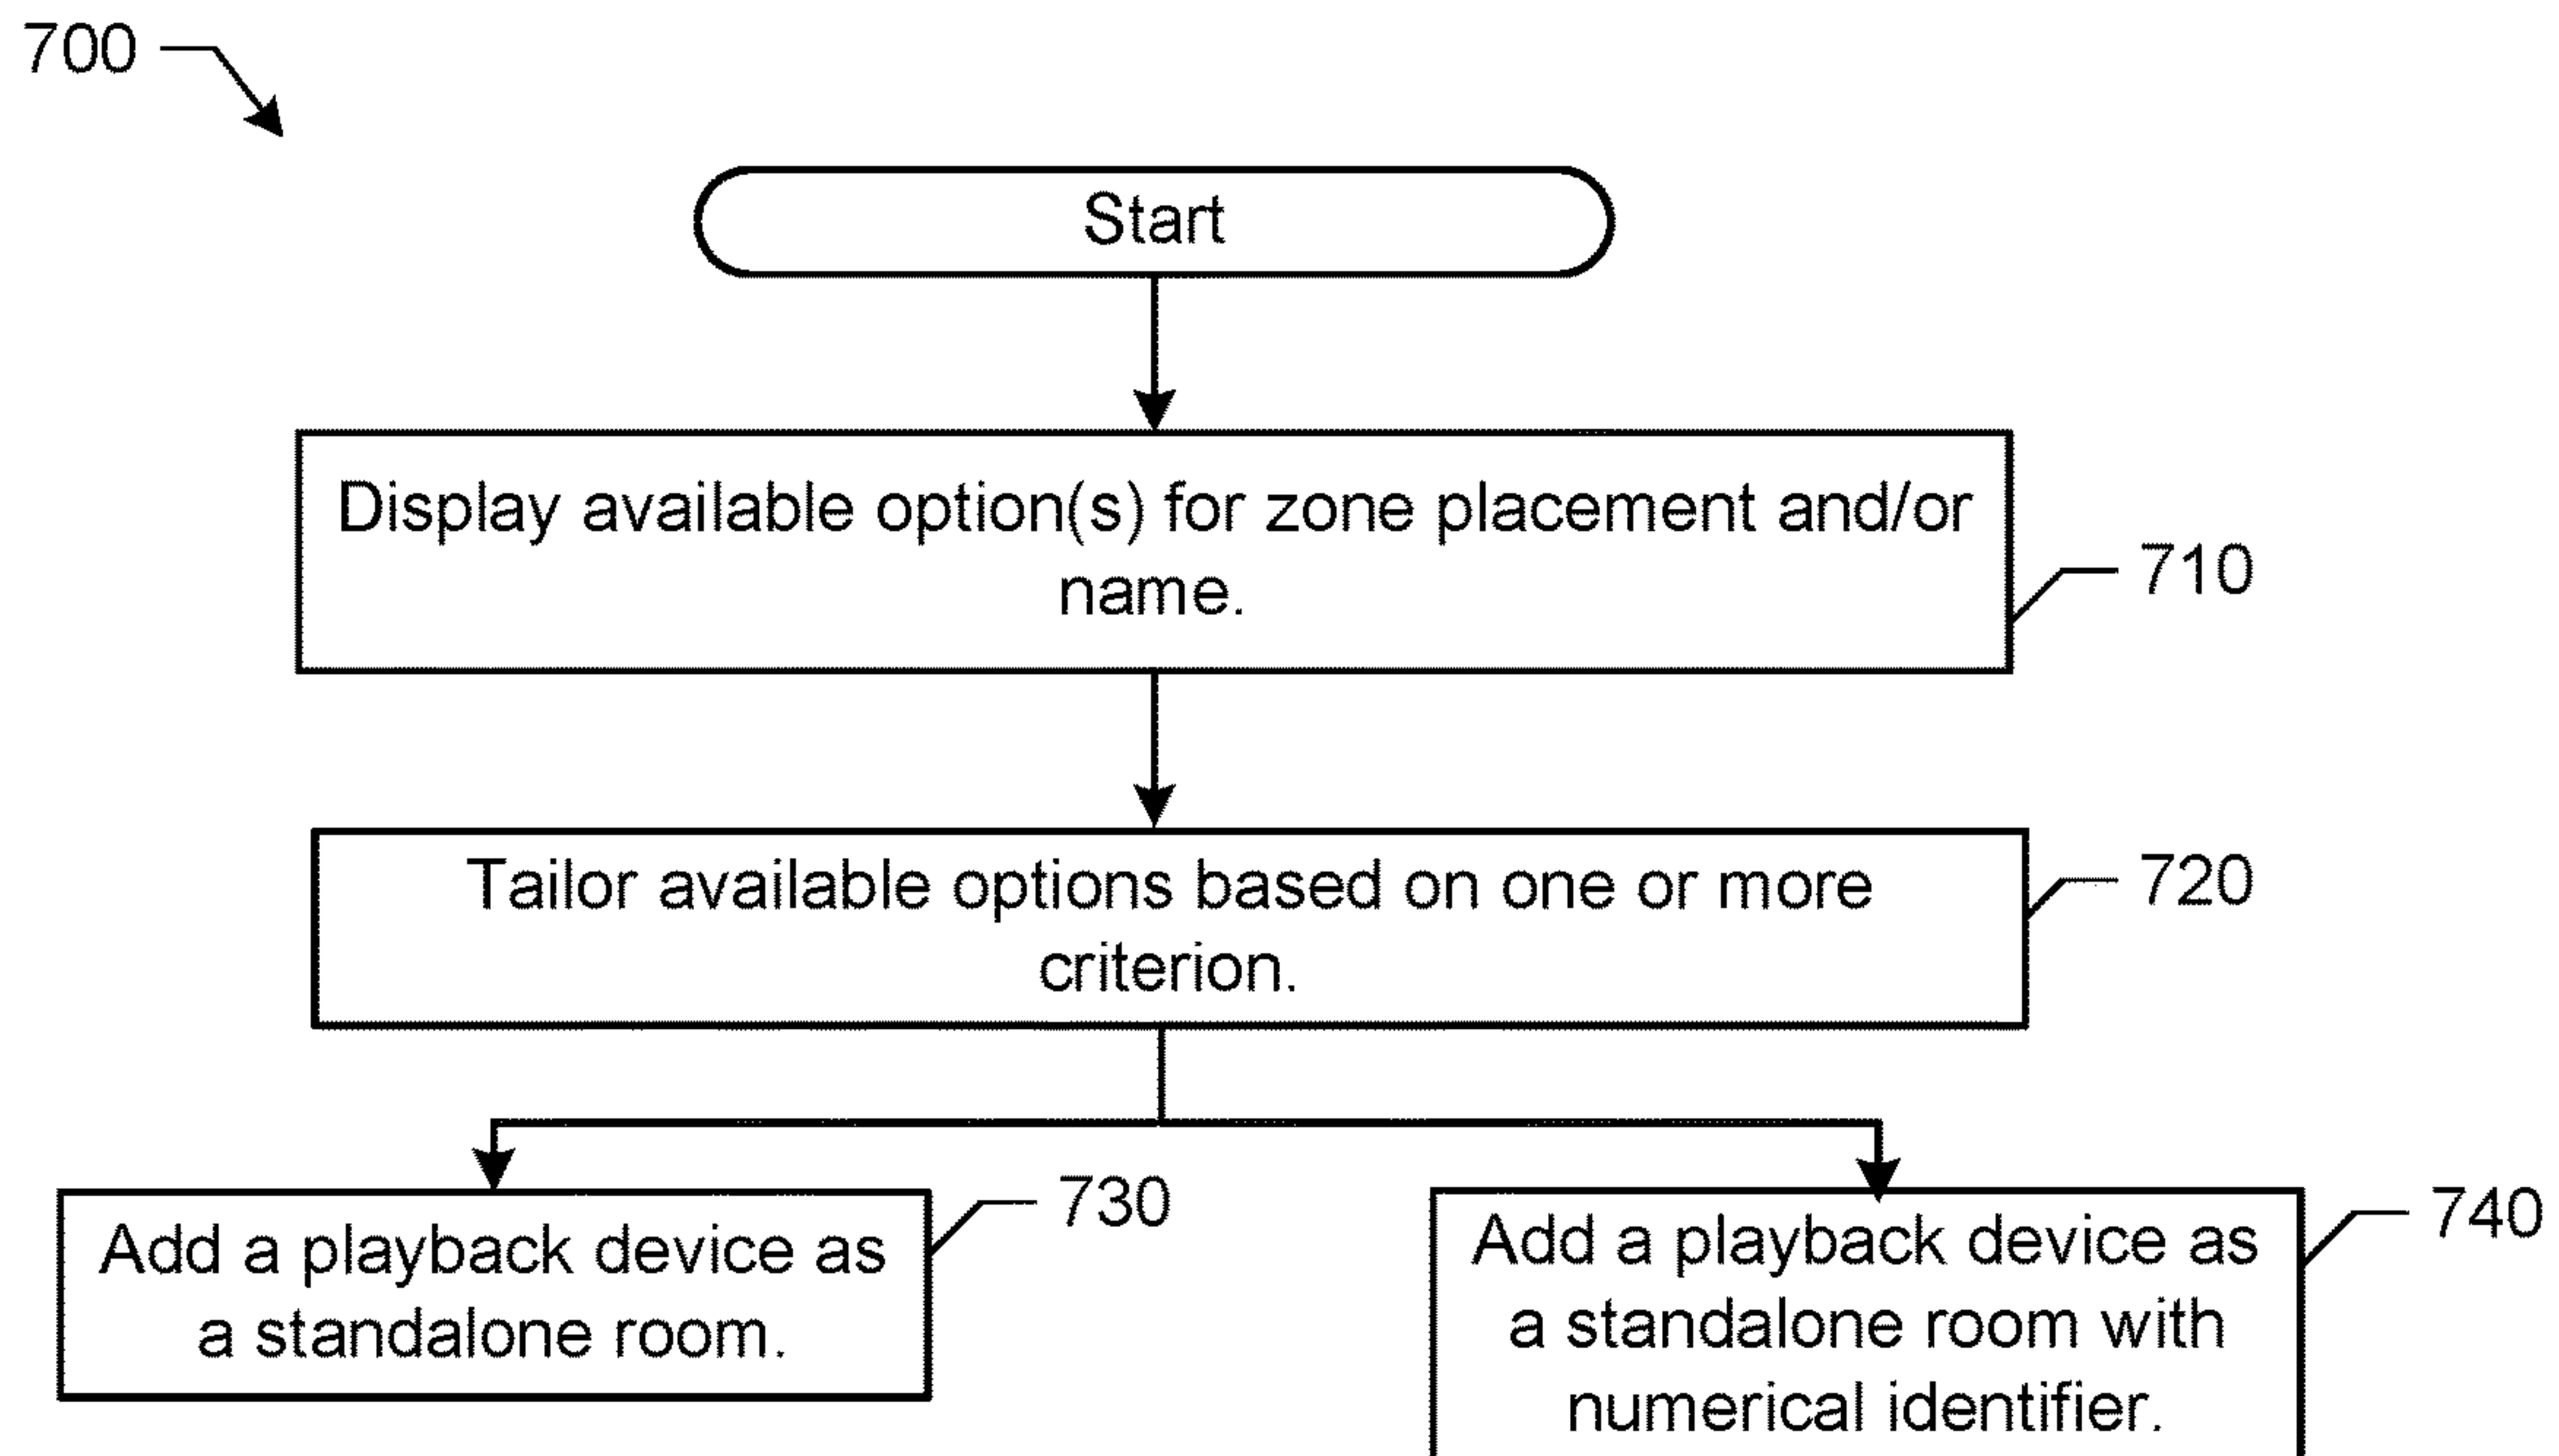 700
Start
Display available option(s) for zone placement and/or
name.
710
Tailor available options based on one or more
criterion.
720
Add a playback device as
a standalone room.
730
Add a playback device as
a standalone room with
numerical identifier.
740